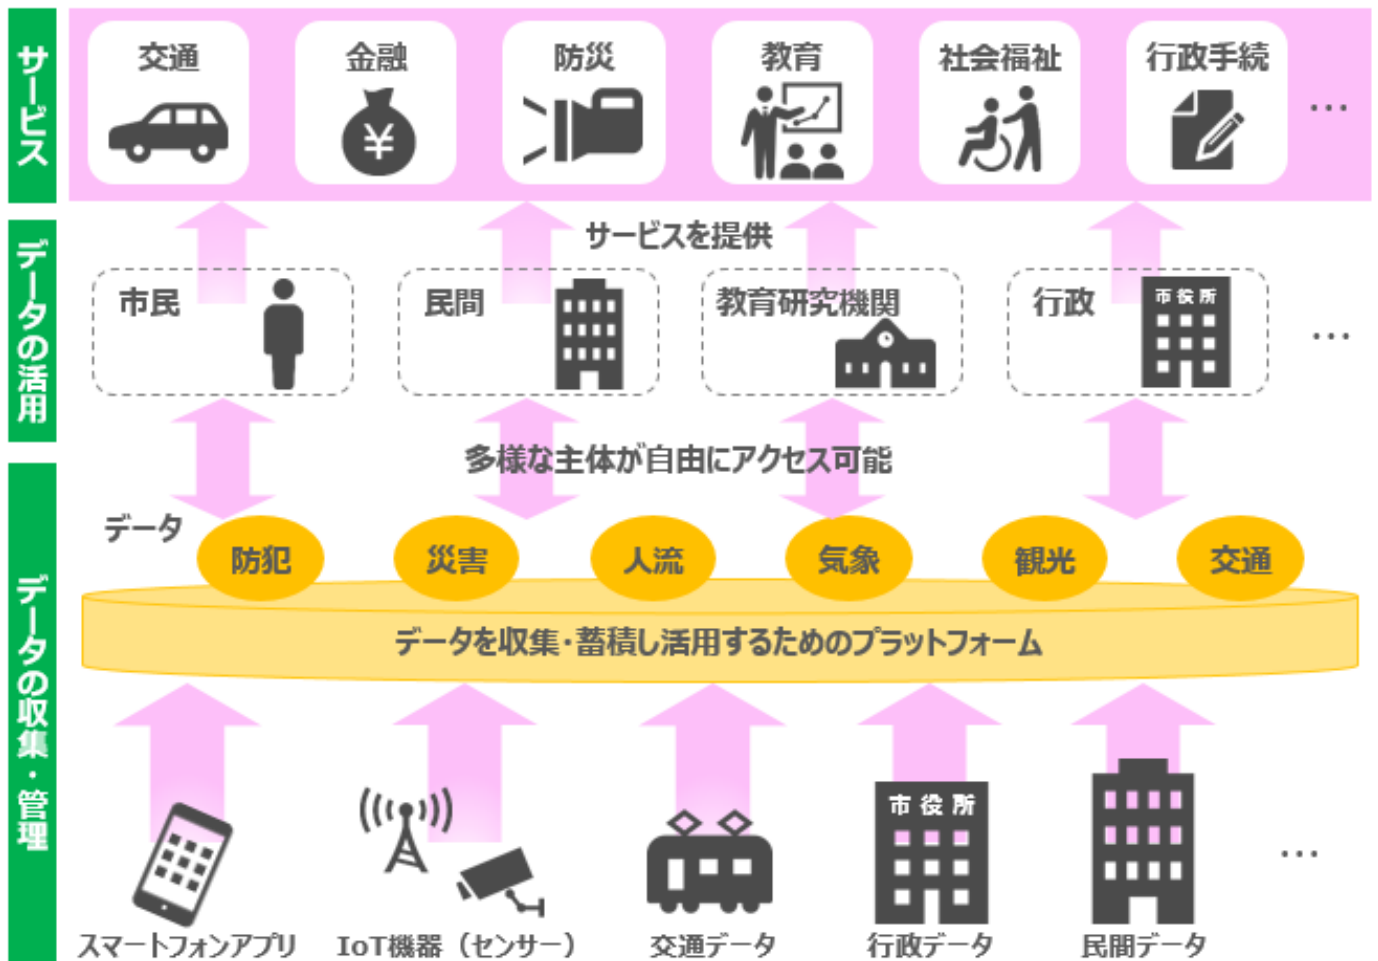 サービス
交通
金融
防災
教育
社会福祉
行政手続
…
サービスを提供
データの活用
市民
民間
教育研究機関
行政
市役所
…
多様な主体が自由にアクセス可能
データの収集・管理
データ
防犯
災害
人流
気象
観光
交通
データを収集・蓄積し活用するためのプラットフォーム
¥
市役所
…
スマートフォンアプリ
IoT機器（センサー）
交通データ
行政データ
民間データ